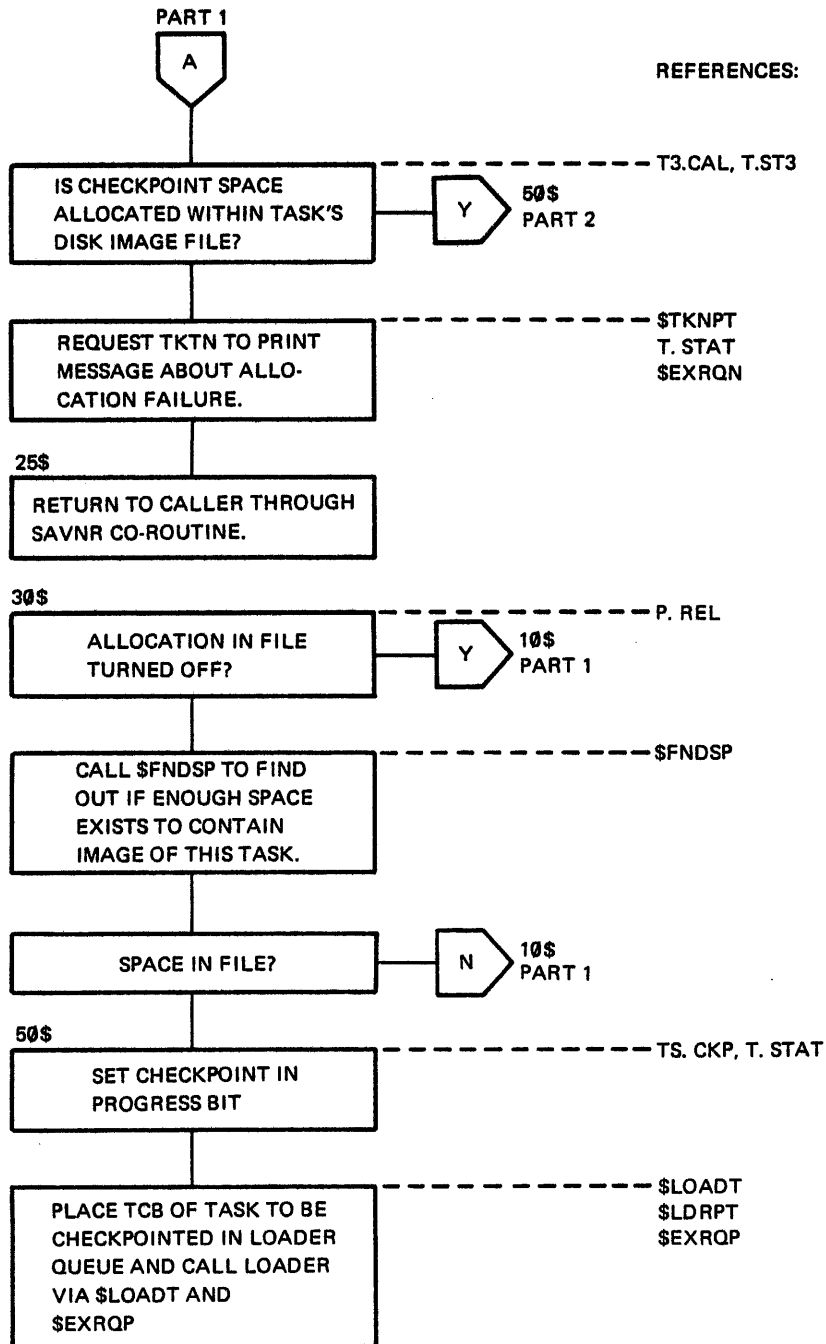 PART 1
A
REFERENCES:
T3.CAL, T.ST3
IS CHECKPOINT SPACE
ALLOCATED WITHIN TASK'S
DISK IMAGE FILE?
Y
50$
PART 2
REQUEST TKTN TO PRINT
MESSAGE ABOUT ALLO-
CATION FAILURE.
$TKNPT
T. STAT
$EXRQN
25$
RETURN TO CALLER THROUGH
SAVNR CO-ROUTINE.
30$
P. REL
ALLOCATION IN FILE
TURNED OFF?
Y
10$
PART 1
$FNDSP
CALL $FNDSP TO FIND
OUT IF ENOUGH SPACE
EXISTS TO CONTAIN
IMAGE OF THIS TASK.
SPACE IN FILE?
N
10$
PART 1
50$
TS. CKP, T. STAT
SET CHECKPOINT IN
PROGRESS BIT
PLACE TCB OF TASK TO BE
CHECKPOINTED IN LOADER
QUEUE AND CALL LOADER
VIA $LOADT AND
$EXRQP
$LOADT
$LDRPT
$EXRQP